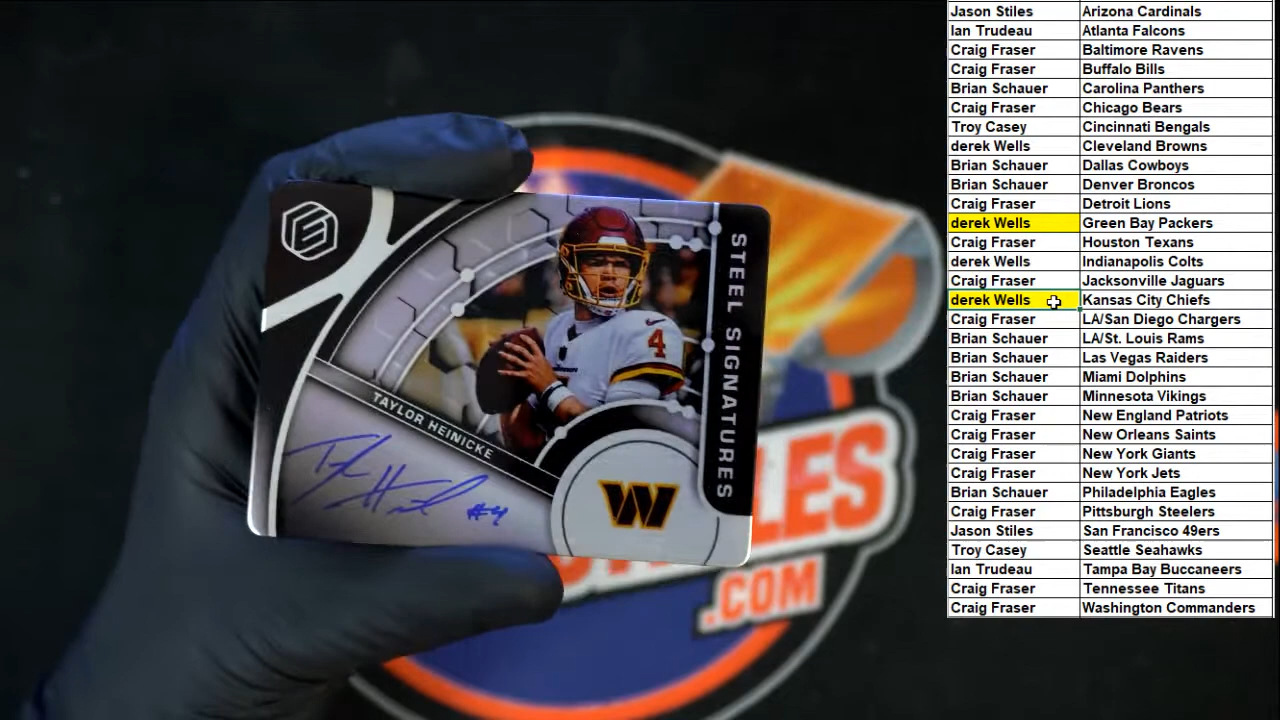 STEEL SIGNATURES
TAYLOR HEINICKE
#4
4
W
LES
.COM
Jason Stiles Arizona Cardinals
Ian Trudeau Atlanta Falcons
Craig Fraser Baltimore Ravens
Craig Fraser Buffalo Bills
Brian Schauer Carolina Panthers
Craig Fraser Chicago Bears
Troy Casey Cincinnati Bengals
derek Wells Cleveland Browns
Brian Schauer Dallas Cowboys
Brian Schauer Denver Broncos
Craig Fraser Detroit Lions
derek Wells Green Bay Packers
Craig Fraser Houston Texans
derek Wells Indianapolis Colts
Craig Fraser Jacksonville Jaguars
derek Wells Kansas City Chiefs
Craig Fraser LA/San Diego Chargers
Brian Schauer LA/St. Louis Rams
Brian Schauer Las Vegas Raiders
Brian Schauer Miami Dolphins
Brian Schauer Minnesota Vikings
Craig Fraser New England Patriots
Craig Fraser New Orleans Saints
Craig Fraser New York Giants
Craig Fraser New York Jets
Brian Schauer Philadelphia Eagles
Craig Fraser Pittsburgh Steelers
Jason Stiles San Francisco 49ers
Troy Casey Seattle Seahawks
Ian Trudeau Tampa Bay Buccaneers
Craig Fraser Tennessee Titans
Craig Fraser Washington Commanders